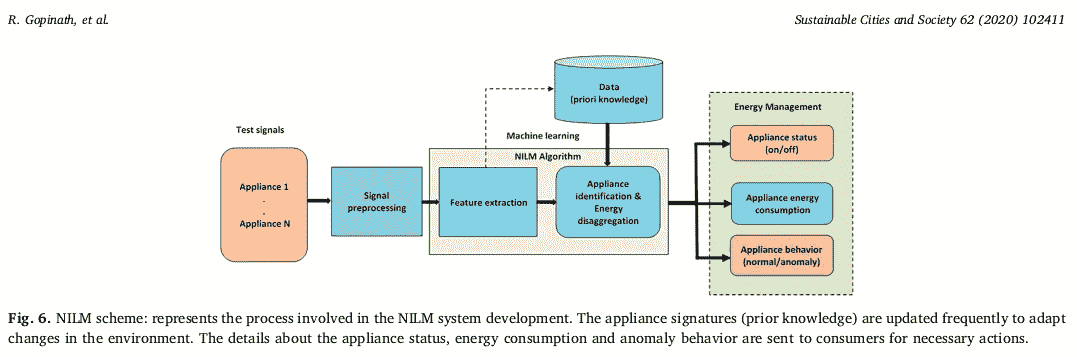 R. Gopinath, et al.
Sustainable Cities and Society 62 (2020) 102411
Data
(priori knowledge)
Energy Management
Test signals
Machine learning
Appliance status
(on/off)
NILM Algorithm
Appliance 1
.
.
Appliance N
Signal
preprocessing
Feature extraction
Appliance
identification &
Energy
disaggregation
Appliance energy
consumption
Appliance behavior
(normal/anomaly)
Fig. 6. NILM scheme: represents the process involved in the NILM system development. The appliance signatures (prior knowledge) are updated frequently to adapt
changes in the environment. The details about the appliance status, energy consumption and anomaly behavior are sent to consumers for necessary actions.